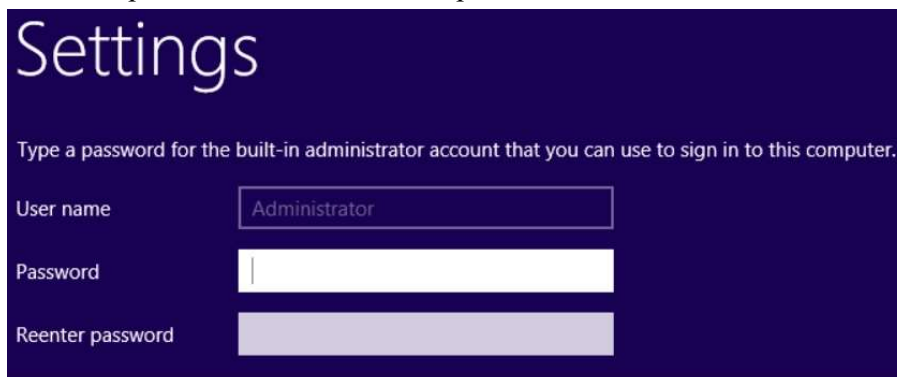 Settings
Type a password for the built-in administrator account that you can use to sign in to this computer.
User name
Administrator
Password
Reenter password